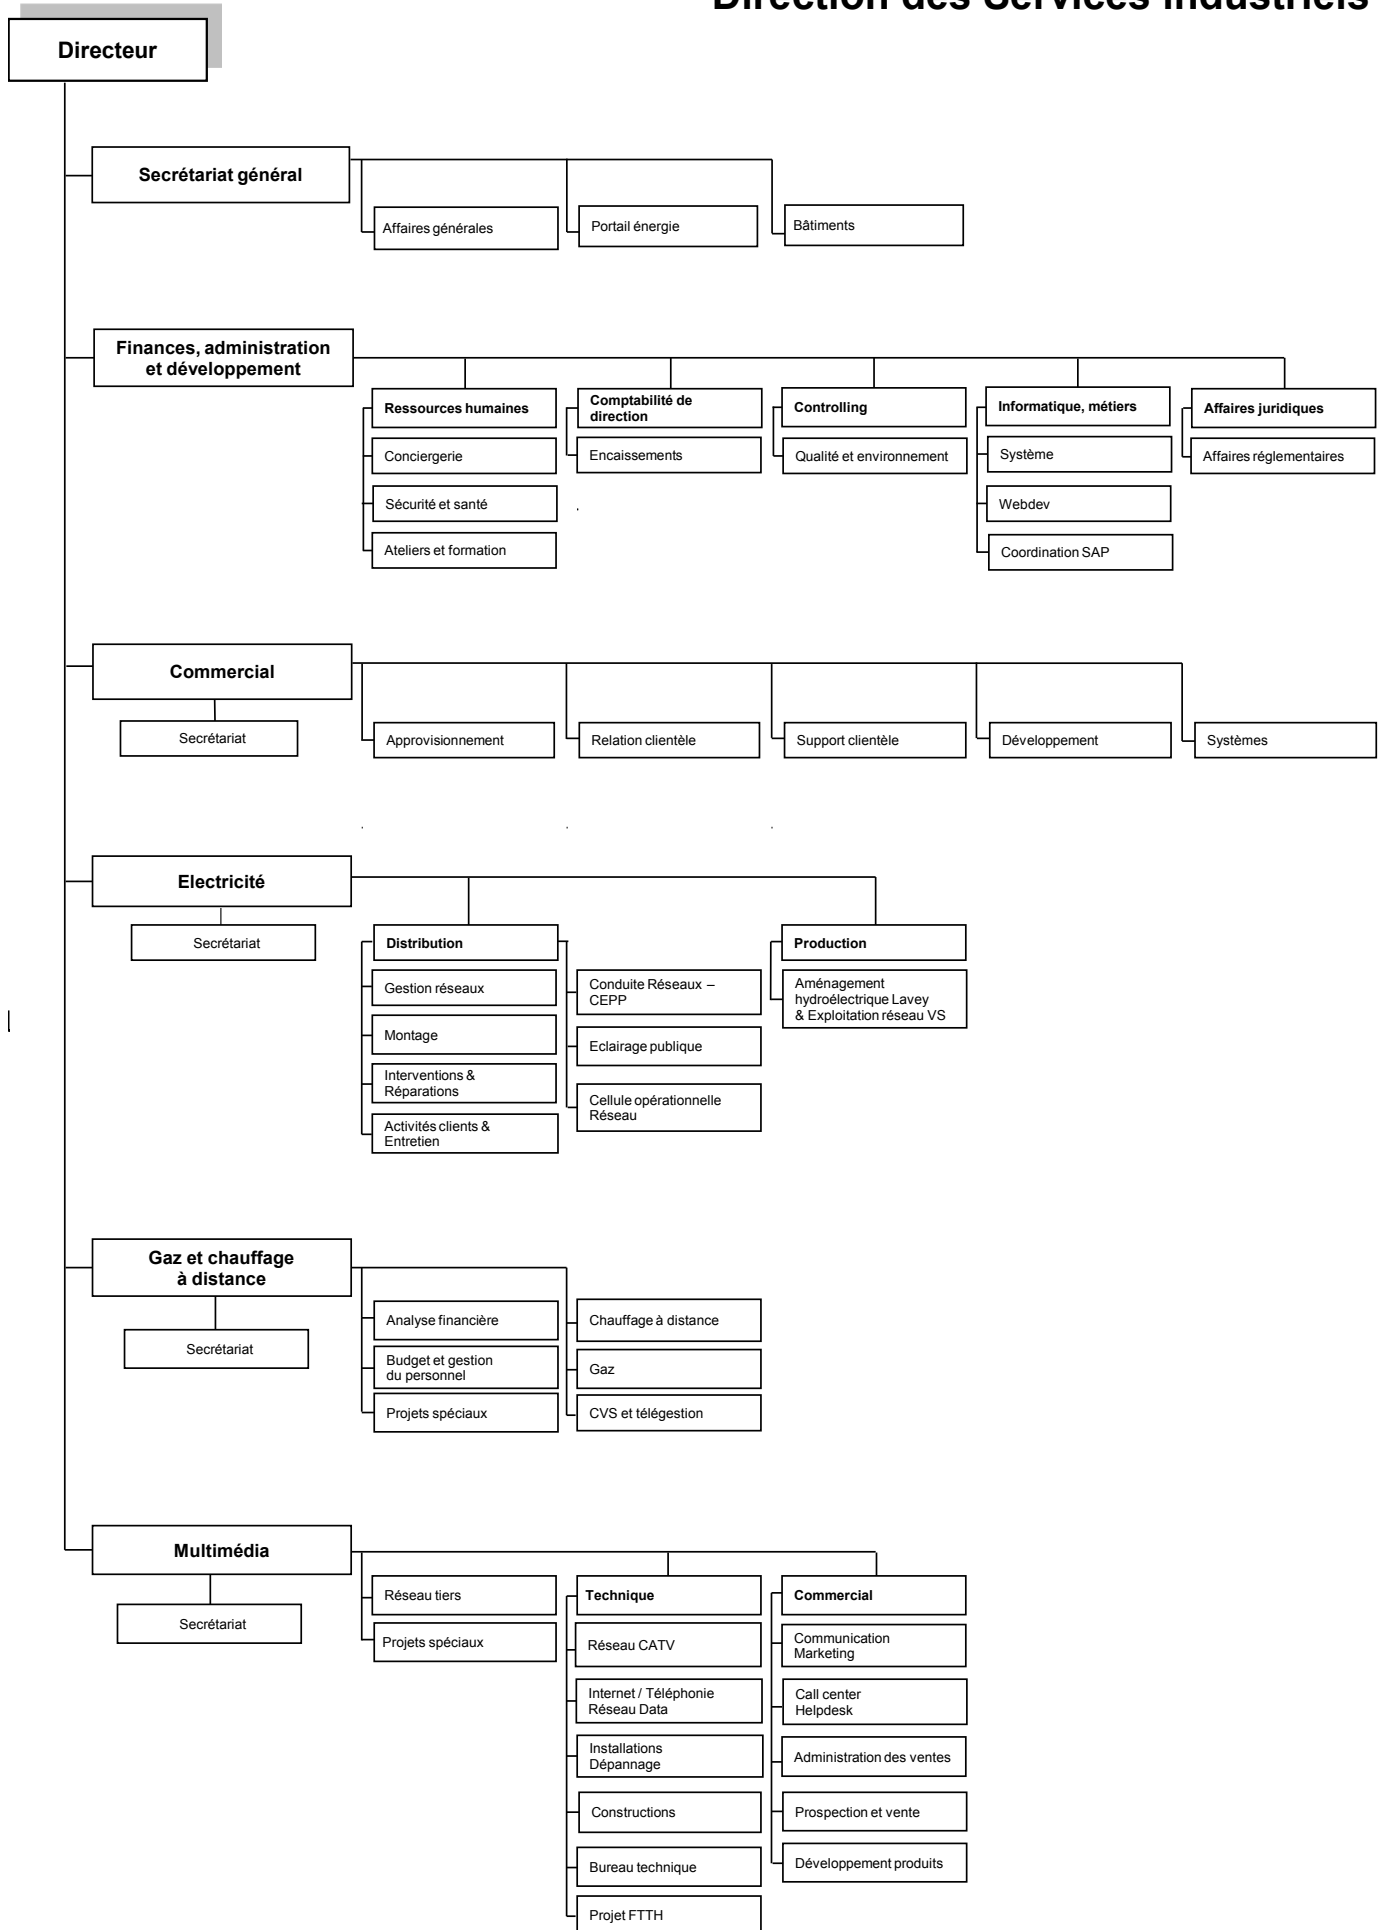 Direction des Services industriels
Directeur
Secrétariat général
Affaires générales
Portail énergie
Bâtiments
Finances, administration
et développement
Ressources humaines
Conciergerie
Sécurité et santé
Ateliers et formation
Comptabilité de
direction
Encaissements
Controlling
Qualité et environnement
Informatique, métiers
Système
Webdev
Coordination SAP
Affaires juridiques
Affaires réglementaires
Commercial
Secrétariat
Approvisionnement
Relation clientèle
Support clientèle
Développement
Systèmes
Electricité
Secrétariat
Distribution
Gestion réseaux
Montage
Interventions &
Réparations
Activités clients &
Entretien
Conduite Réseaux –
CEPP
Eclairage publique
Cellule opérationnelle
Réseau
Production
Aménagement
hydroélectrique Lavey
& Exploitation réseau VS
Gaz et chauffage
à distance
Secrétariat
Analyse financière
Budget et gestion
du personnel
Projets spéciaux
Chauffage à distance
Gaz
CVS et télégestion
Multimédia
Secrétariat
Réseau tiers
Projets spéciaux
Technique
Réseau CATV
Internet / Téléphonie
Réseau Data
Installations
Dépannage
Constructions
Bureau technique
Projet FTTH
Commercial
Communication
Marketing
Call center
Helpdesk
Administration des ventes
Prospection et vente
Développement produits